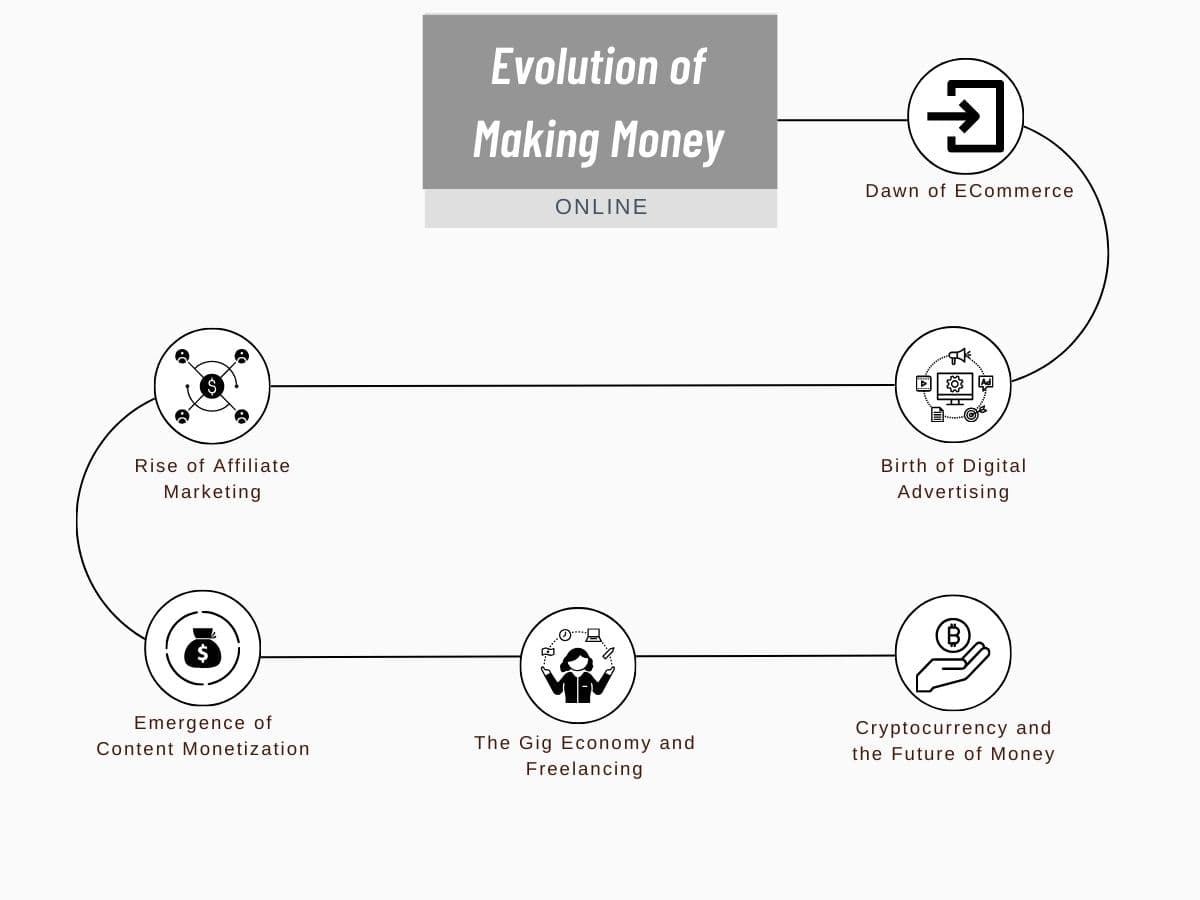 Evolution of
Making Money
ONLINE
Dawn of ECommerce
Rise of Affiliate
Marketing
Birth of Digital
Advertising
Ad
Emergence of
Content Monetization
The Gig Economy and
Freelancing
Cryptocurrency and
the Future of Money